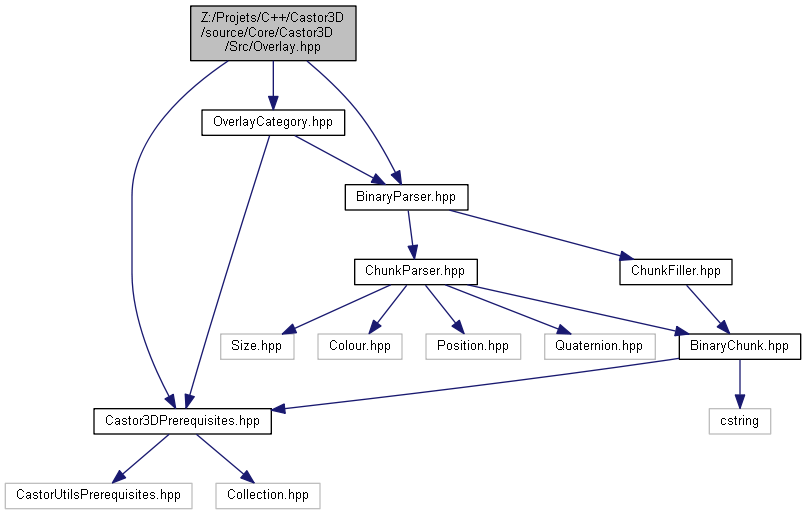 Z:/Projets/C++/Castor3D
/source/Core/Castor3D
/Src/Overlay.hpp
OverlayCategory.hpp
BinaryParser.hpp
ChunkParser.hpp
ChunkFiller.hpp
Size.hpp
Colour.hpp
Position.hpp
Quaternion.hpp
BinaryChunk.hpp
Castor3DPrerequisites.hpp
cstring
CastorUtilsPrerequisites.hpp
Collection.hpp